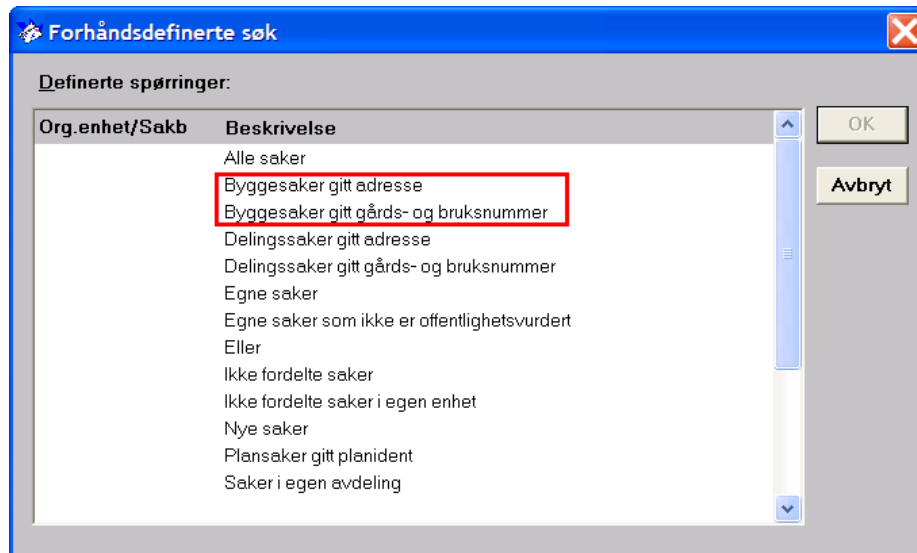 Forhåndsdefinerte søk
Definerte spørringer:
Org.enhet/Sakb Beskrivelse
OK
Alle saker
Byggesaker gitt adresse
Avbryt
Byggesaker gitt gårds- og bruksnummer
Delingssaker gitt adresse
Delingssaker gitt gårds- og bruksnummer
Egne saker
Egne saker som ikke er offentlighetsvurdert
Eller
Ikke fordelte saker
Ikke fordelte saker i egen enhet
Nye saker
Plansaker gitt planident
Saker i egen avdeling